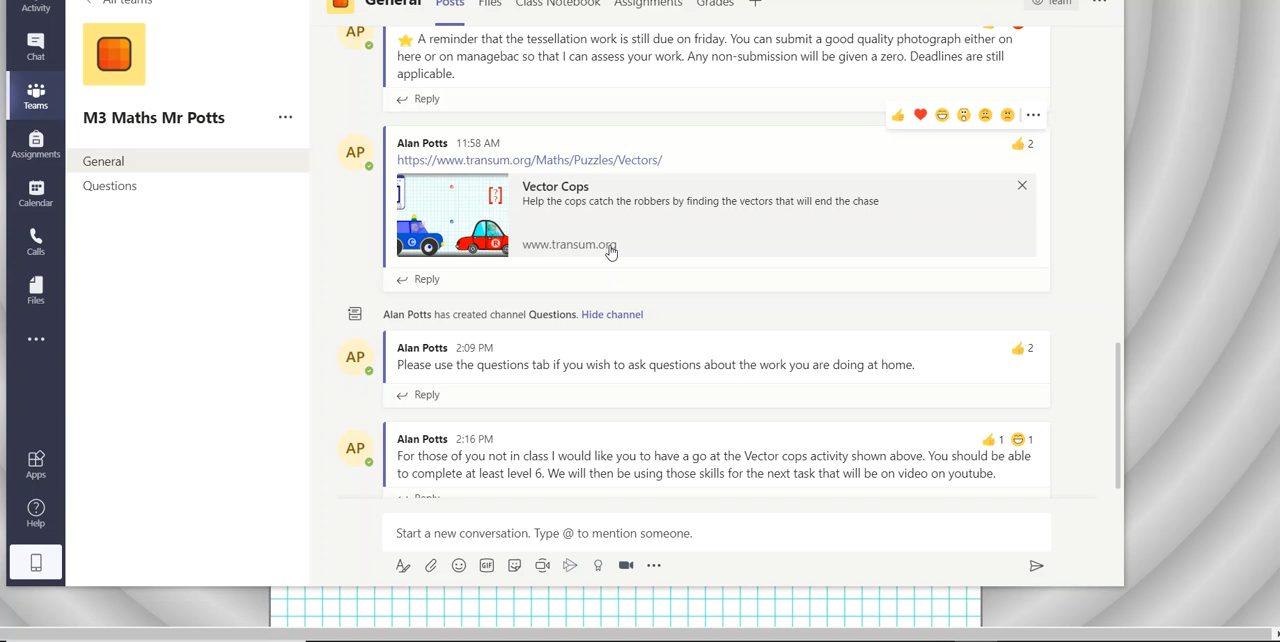 Activity
All teams
General
Posts
Files
Class Notebook
Assignments
Grades
Team
Chat
Teams
Assignments
Calendar
Calls
Files
Apps
Help
M3 Maths Mr Potts
General
Questions
AP
A reminder that the tessellation work is still due on friday. You can submit a good quality photograph either on
here or on managebac so that I can assess your work. Any non-submission will be given a zero. Deadlines are still
applicable.
Reply
AP
Alan Potts 11:58 AM
2
https://www.transum.org/Maths/Puzzles/Vectors/
[?]
C
R
Vector Cops
Help the cops catch the robbers by finding the vectors that will end the chase
www.transum.org
Reply
Alan Potts has created channel Questions. Hide channel
AP
Alan Potts 2:09 PM
2
Please use the questions tab if you wish to ask questions about the work you are doing at home.
Reply
AP
Alan Potts 2:16 PM
1
1
For those of you not in class I would like you to have a go at the Vector cops activity shown above. You should be able
to complete at least level 6. We will then be using those skills for the next task that will be on video on youtube.
Reply
Start a new conversation. Type @ to mention someone.
GIF